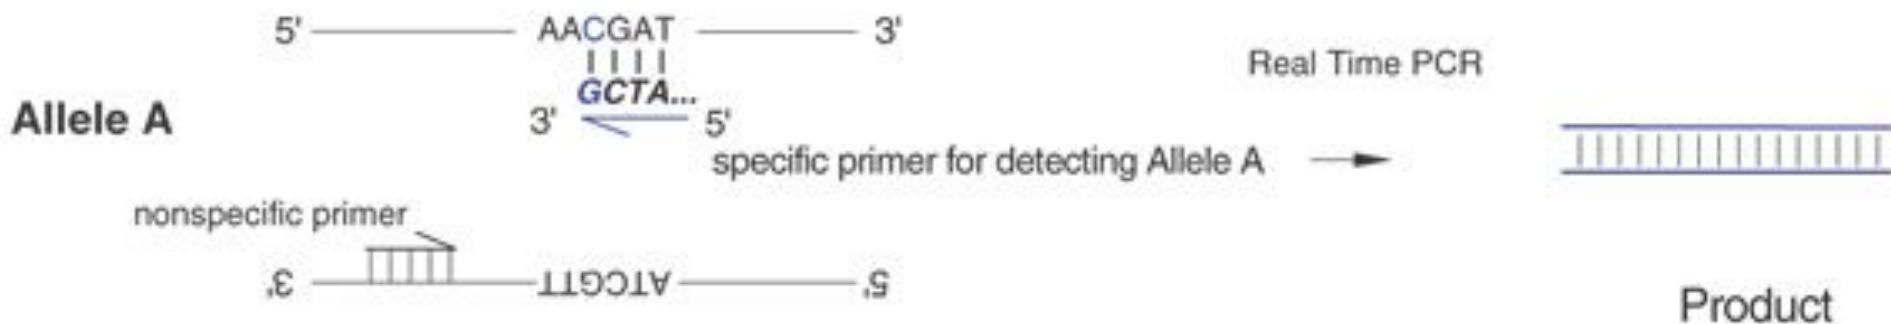 5' AACGAT 3'
Real Time PCR
GCTA...
Allele A
3' 5'
specific primer for detecting Allele A
nonspecific primer
5' ATCGTT 3'
Product